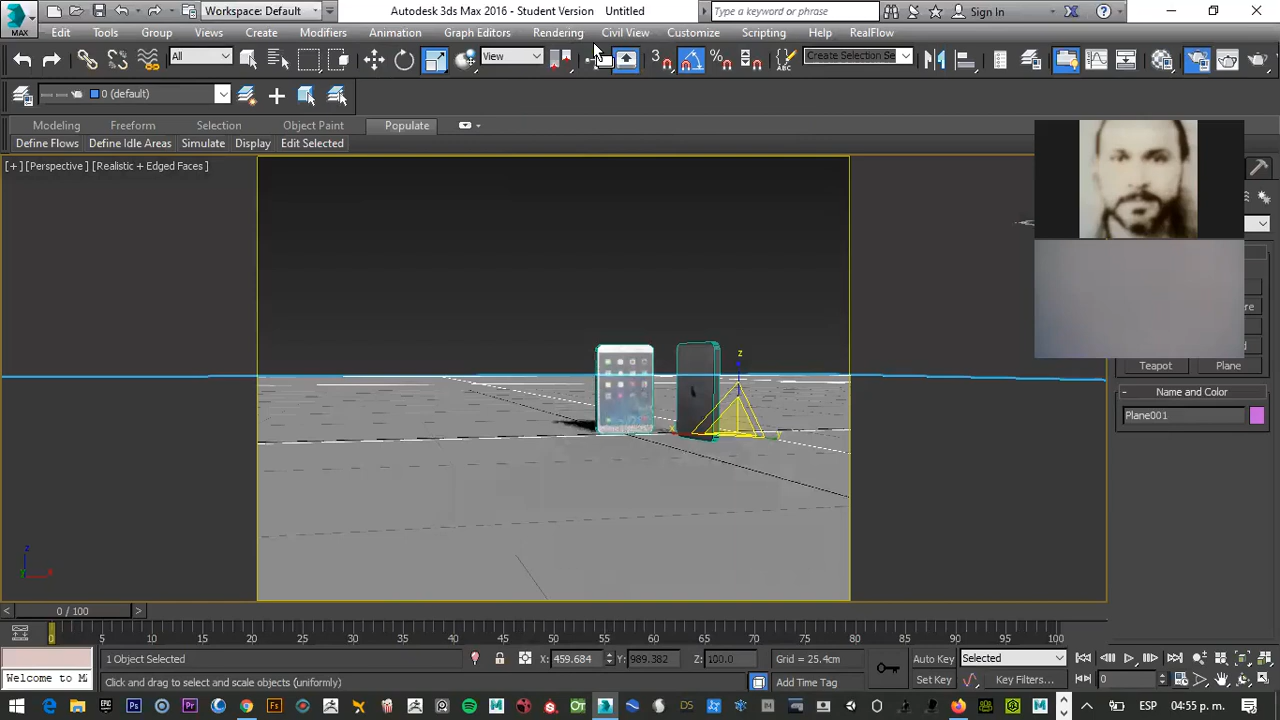 MAX
Workspace: Default
Autodesk 3ds Max 2016 - Student Version Untitled
Type a keyword or phrase
Sign In
Edit Tools Group Views Create Modifiers Animation Graph Editors Rendering Civil View Customize Scripting Help RealFlow
All
View
3
Create Selection Se
0 (default)
Modeling Freeform Selection Object Paint Populate
Define Flows Define Idle Areas Simulate Display Edit Selected
[+] [Perspective ] [Realistic + Edged Faces ]
z
Teapot Plane
- Name and Color
Plane001
z
x
< 0 / 100 >
0 5 10 15 20 25 30 35 40 45 50 55 60 65 70 75 80 85 90 95 100
1 Object Selected
X: 459.684 Y: 989.382 Z: 100.0 Grid = 25.4cm
Auto Key Selected
Welcome to M
Click and drag to select and scale objects (uniformly)
Add Time Tag
Set Key Key Filters... 0
ESP 04:55 p. m.